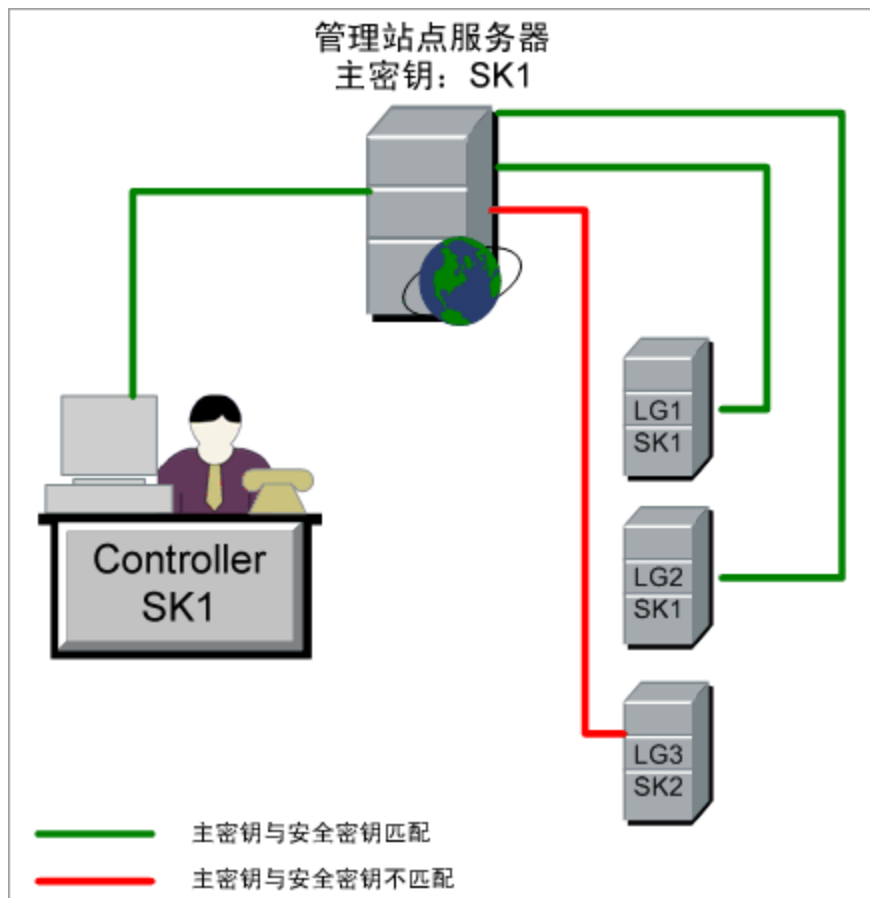 管理站点服务器
主密钥：SK1
LG1
SK1
Controller
SK1
LG2
SK1
LG3
SK2
主密钥与安全密钥匹配
主密钥与安全密钥不匹配